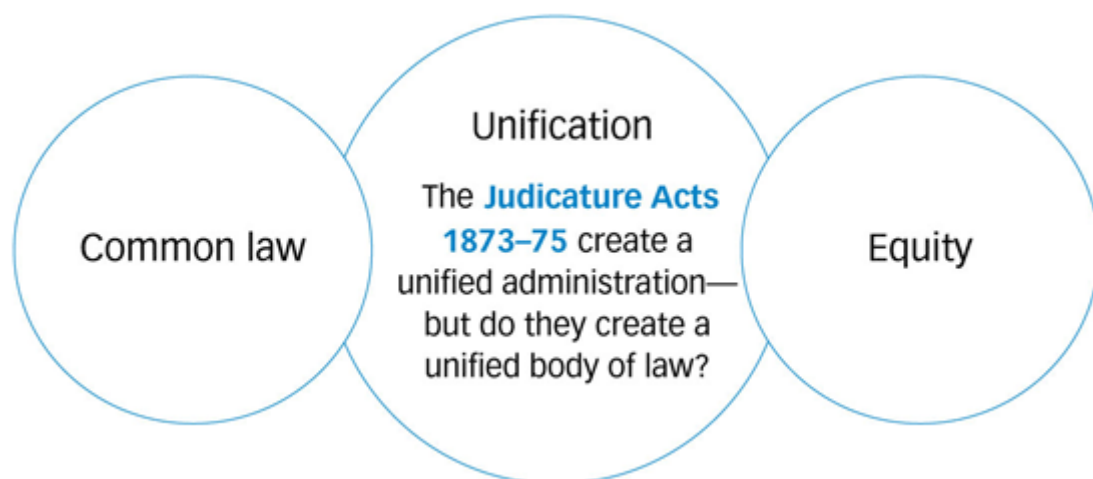 Unification
The Judicature Acts
1873–75 create a
unified administration—
but do they create a
unified body of law?
Common law
Equity